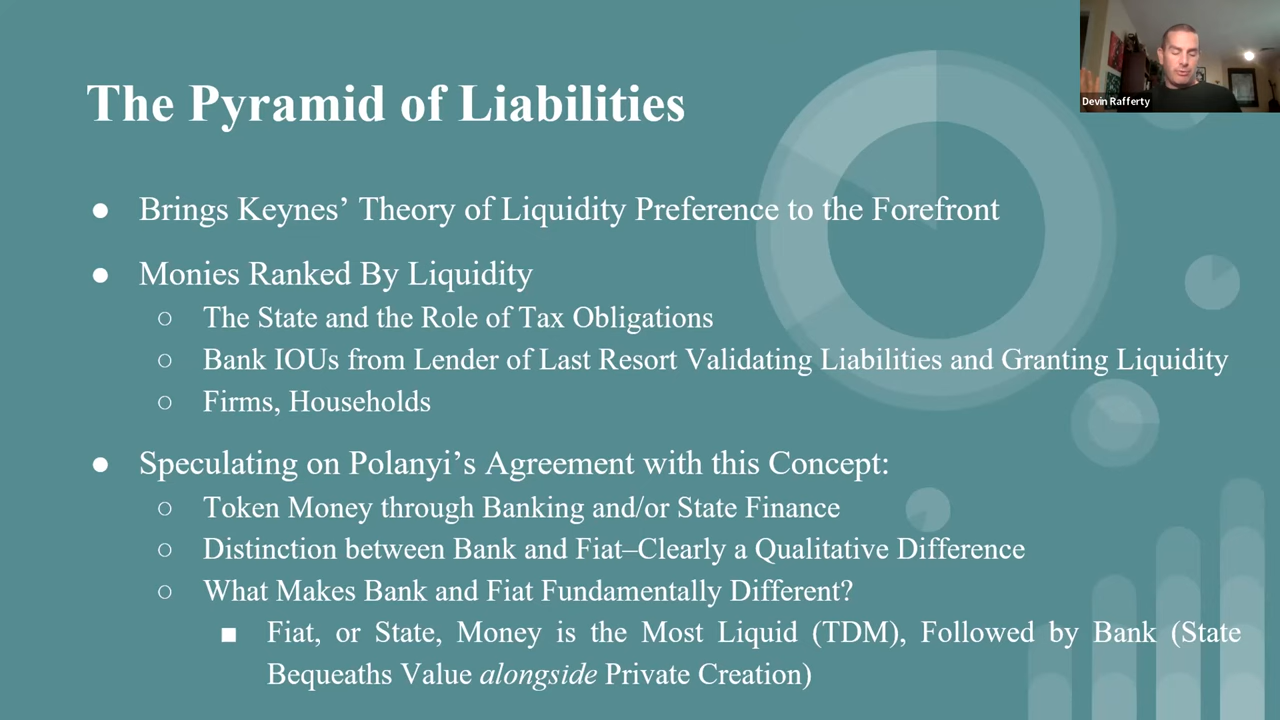 The Pyramid of Liabilities
Devin Rafferty
● Brings Keynes’ Theory of Liquidity Preference to the Forefront
● Monies Ranked By Liquidity
○ The State and the Role of Tax Obligations
○ Bank IOUs from Lender of Last Resort Validating Liabilities and Granting Liquidity
○ Firms, Households
● Speculating on Polanyi’s Agreement with this Concept:
○ Token Money through Banking and/or State Finance
○ Distinction between Bank and Fiat–Clearly a Qualitative Difference
○ What Makes Bank and Fiat Fundamentally Different?
■ Fiat, or State, Money is the Most Liquid (TDM), Followed by Bank (State
Bequeaths Value alongside Private Creation)